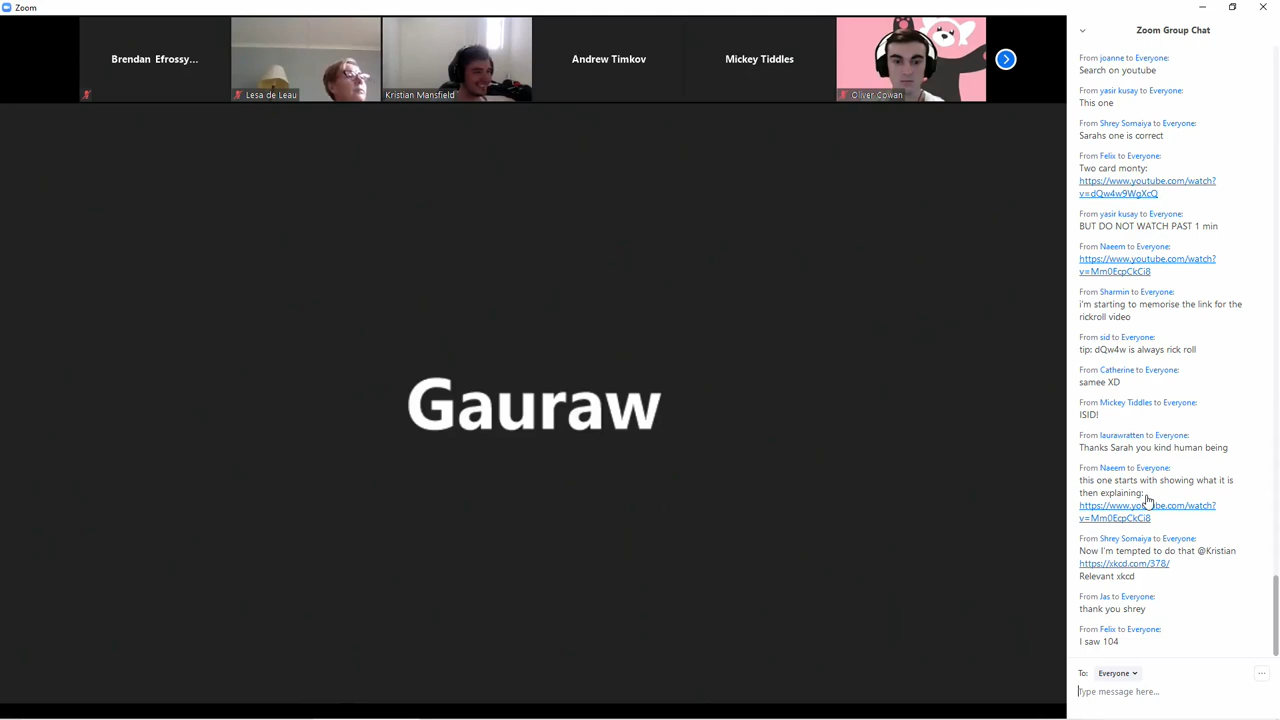 Zoom
Brendan Efrossy...
Lesa de Leau
Kristian Mansfield
Andrew Timkov
Mickey Tiddles
Oliver Cowan
Gauraw
Zoom Group Chat
From joanne to Everyone:
Search on youtube
From yasir kusay to Everyone:
This one
From Shrey Somaiya to Everyone:
Sarahs one is correct
From Felix to Everyone:
Two card monty:
https://www.youtube.com/watch?
v=dQw4w9WgXcQ
From yasir kusay to Everyone:
BUT DO NOT WATCH PAST 1 min
From Naeem to Everyone:
https://www.youtube.com/watch?
v=Mm0EcpCkCi8
From Sharmin to Everyone:
i'm starting to memorise the link for the
rickroll video
From sid to Everyone:
tip: dQw4w is always rick roll
From Catherine to Everyone:
samee XD
From Mickey Tiddles to Everyone:
ISID!
From laurawratten to Everyone:
Thanks Sarah you kind human being
From Naeem to Everyone:
this one starts with showing what it is
then explaining:
https://www.youtube.com/watch?
v=Mm0EcpCkCi8
From Shrey Somaiya to Everyone:
Now I'm tempted to do that @Kristian
https://xkcd.com/378/
Relevant xkcd
From Jas to Everyone:
thank you shrey
From Felix to Everyone:
I saw 104
To: Everyone
Type message here...